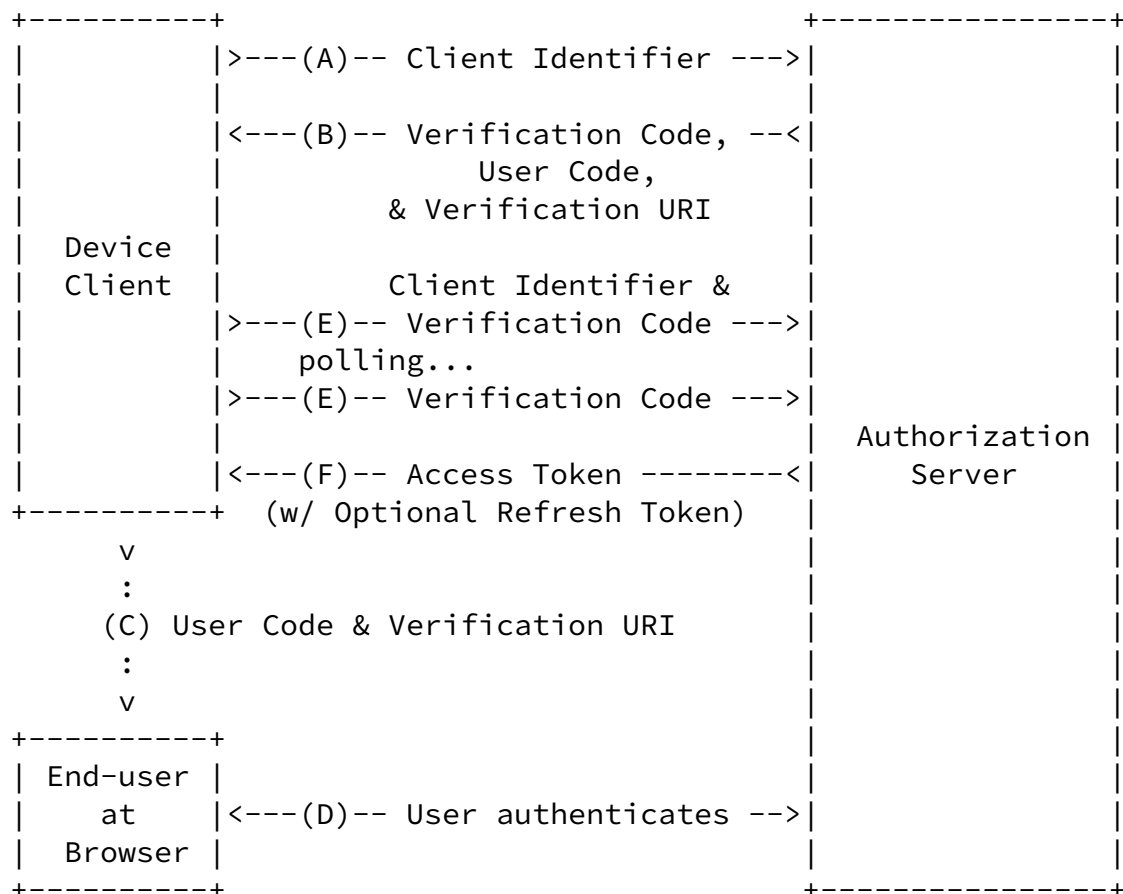 +----------+                                +----------------+
|          |>---(A)-- Client Identifier --->|                |
|          |                                |                |
|          |<---(B)-- Verification Code, --<|                |
|          |              User Code,        |                |
|          |         & Verification URI     |                |
|  Device  |                                |                |
|  Client  |         Client Identifier &    |                |
|          |>---(E)-- Verification Code --->|                |
|          |    polling...                  |                |
|          |>---(E)-- Verification Code --->|                |
|          |                                |  Authorization |
|          |<---(F)-- Access Token --------<|     Server     |
+----------+  (w/ Optional Refresh Token)   |                |
      v                                     |                |
      :                                     |                |
     (C) User Code & Verification URI       |                |
      :                                     |                |
      v                                     |                |
+----------+                                |                |
| End-user |                                |                |
|    at    |<---(D)-- User authenticates -->|                |
|  Browser |                                |                |
+----------+                                +----------------+